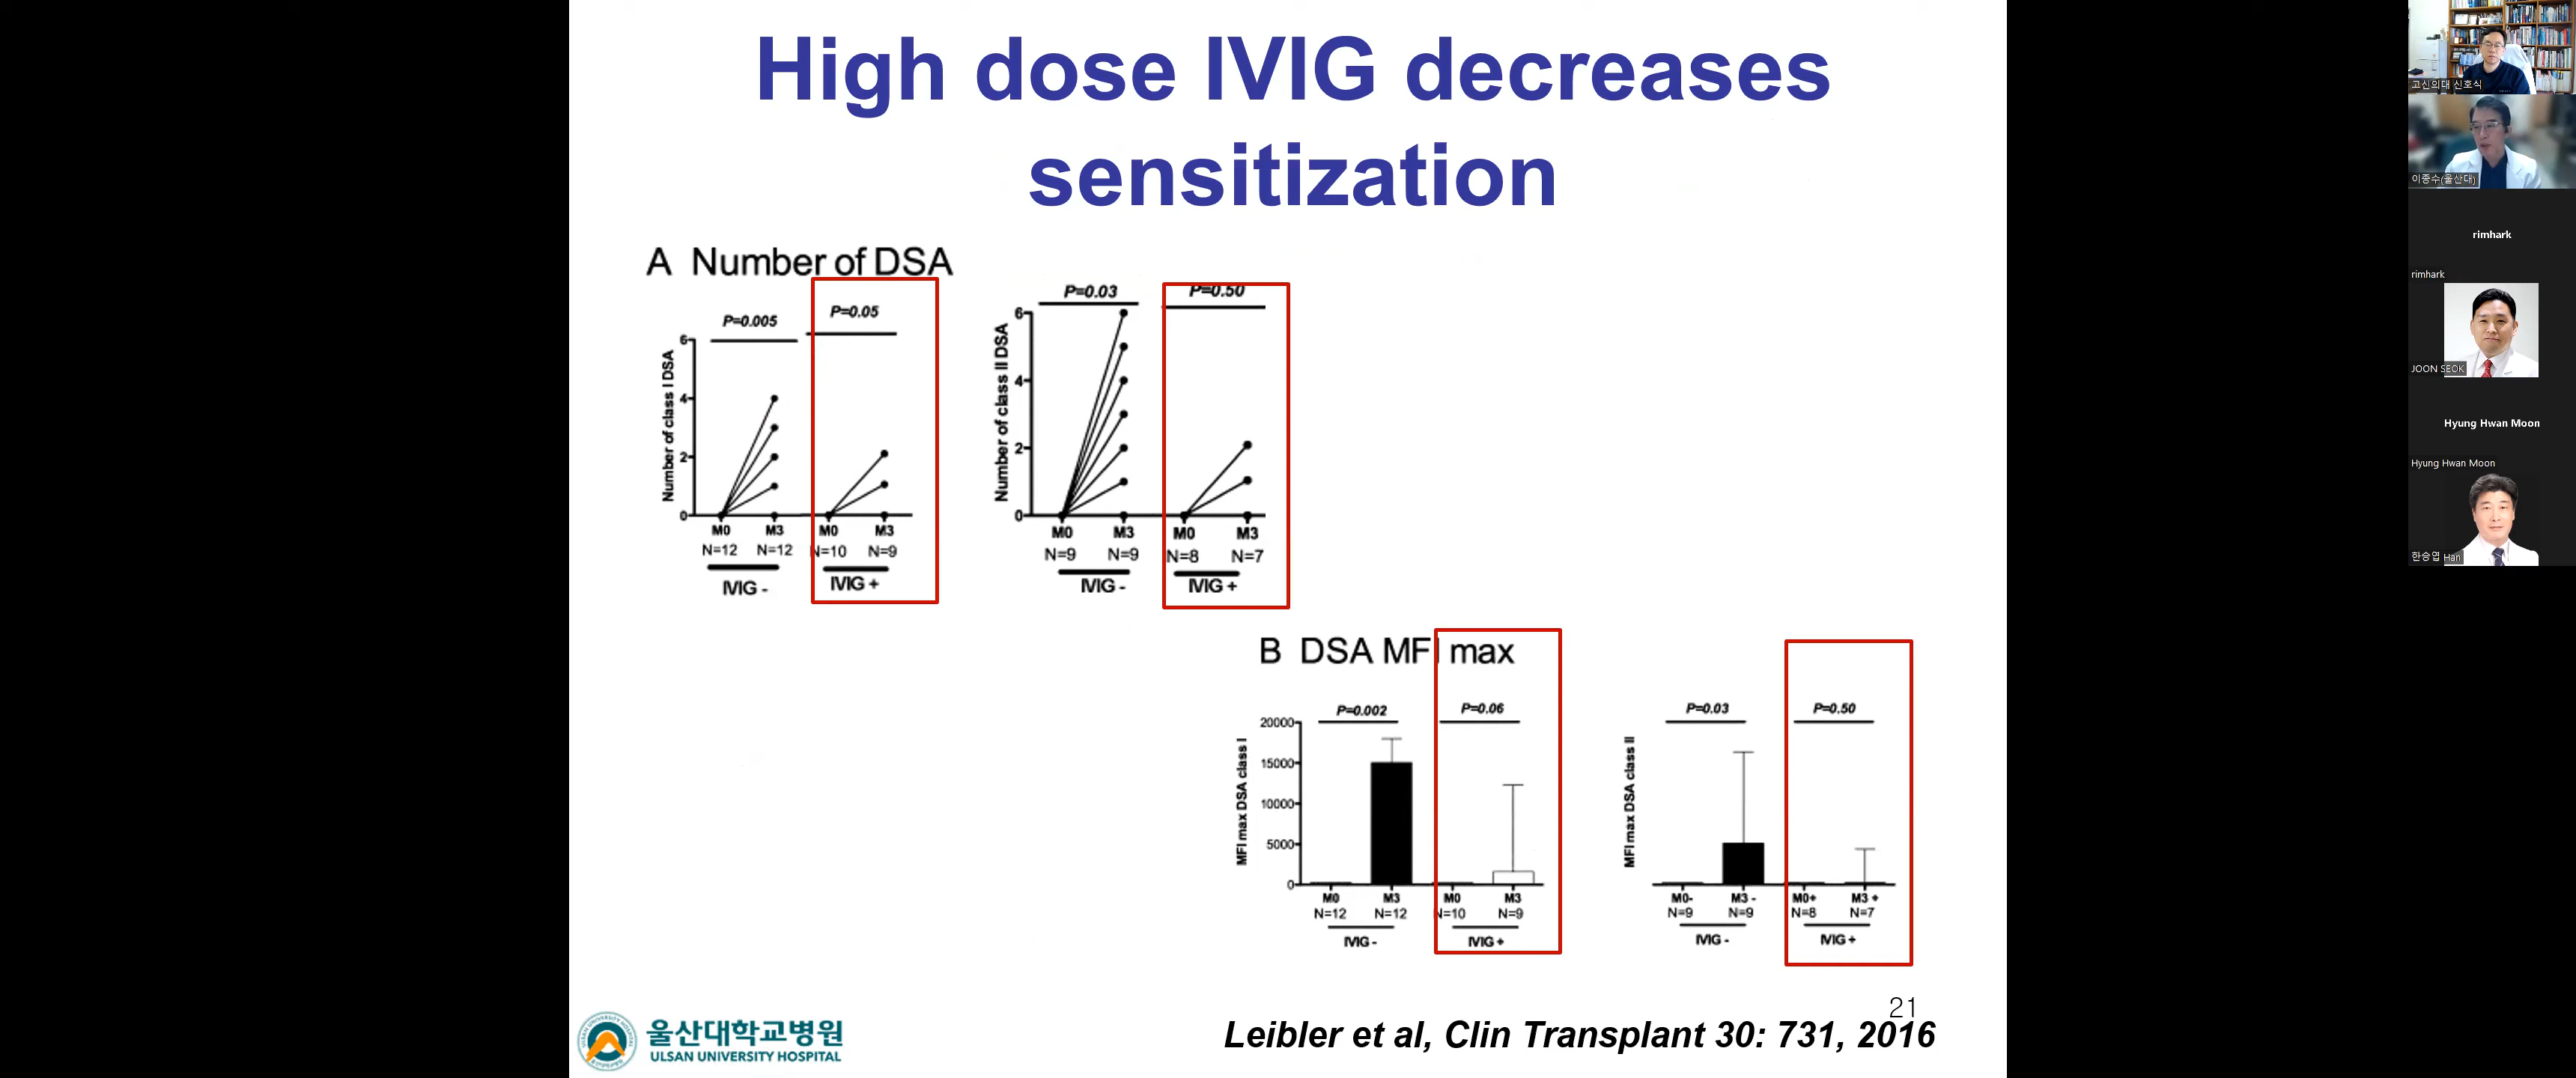 High dose IVIG decreases
sensitization
A Number of DSA
P=0.005
P=0.05
Number of class I DSA
6
4
2
0
M0 M3 M0 M3
N=12 N=12 N=10 N=9
IVIG - IVIG +
P=0.03
P=0.50
Number of class II DSA
6
4
2
0
M0 M3 M0 M3
N=9 N=9 N=8 N=7
IVIG - IVIG +
B DSA MFI max
P=0.002
P=0.06
MFI max DSA class I
20000
15000
10000
5000
0
M0 M3 M0 M3
N=12 N=12 N=10 N=9
IVIG - IVIG +
P=0.03
P=0.50
MFI max DSA class II
M0- M3 - M0+ M3 +
N=9 N=9 N=8 N=7
IVIG - IVIG +
21
Leibler et al, Clin Transplant 30: 731, 2016
울산대학교병원
ULSAN UNIVERSITY HOSPITAL
고신의대 신호식
이종수(울산대)
rimhark
rimhark
JOON SEOK
Hyung Hwan Moon
Hyung Hwan Moon
한승엽 Han